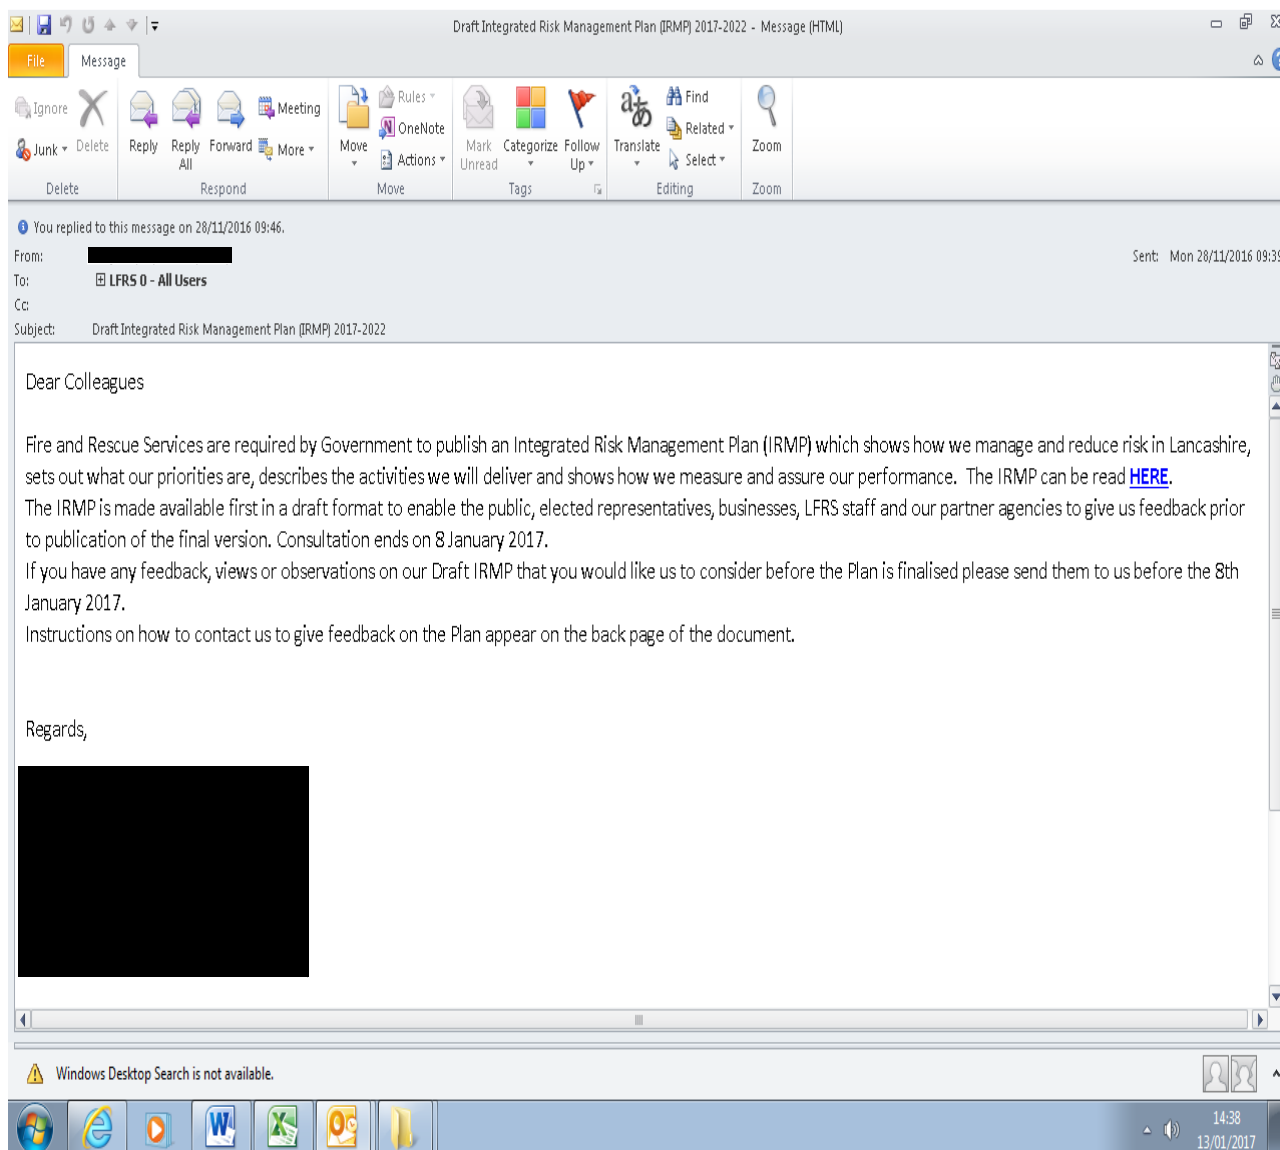 Draft Integrated Risk Management Plan (IRMP) 2017-2022 - Message (HTML)
File Message
Ignore
Junk
Delete
Reply
Reply All
Forward
Meeting
More
Move
Rules
OneNote
Actions
Mark Unread
Categorize
Follow Up
Translate
Find
Related
Select
Zoom
Delete Respond Move Tags Editing Zoom
You replied to this message on 28/11/2016 09:46.
From: Sent: Mon 28/11/2016 09:39
To: LFRS 0 - All Users
Cc:
Subject: Draft Integrated Risk Management Plan (IRMP) 2017-2022
Dear Colleagues
Fire and Rescue Services are required by Government to publish an Integrated Risk Management Plan (IRMP) which shows how we manage and reduce risk in Lancashire,
sets out what our priorities are, describes the activities we will deliver and shows how we measure and assure our performance. The IRMP can be read HERE.
The IRMP is made available first in a draft format to enable the public, elected representatives, businesses, LFRS staff and our partner agencies to give us feedback prior
to publication of the final version. Consultation ends on 8 January 2017.
If you have any feedback, views or observations on our Draft IRMP that you would like us to consider before the Plan is finalised please send them to us before the 8th
January 2017.
Instructions on how to contact us to give feedback on the Plan appear on the back page of the document.
Regards,
Windows Desktop Search is not available.
14:38
13/01/2017